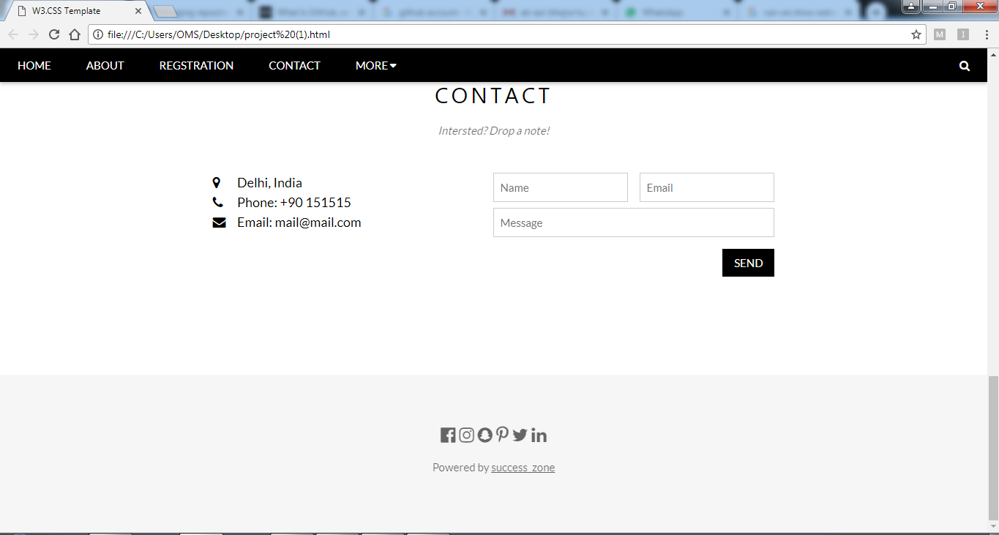 W3.CSS Template
file:///C:/Users/OMS/Desktop/project%20(1).html
M I
HOME ABOUT REGSTRATION CONTACT MORE
CONTACT
Intersted? Drop a note!
Delhi, India
Phone: +90 151515
Email: mail@mail.com
Name Email
Message
SEND
Powered by success_zone